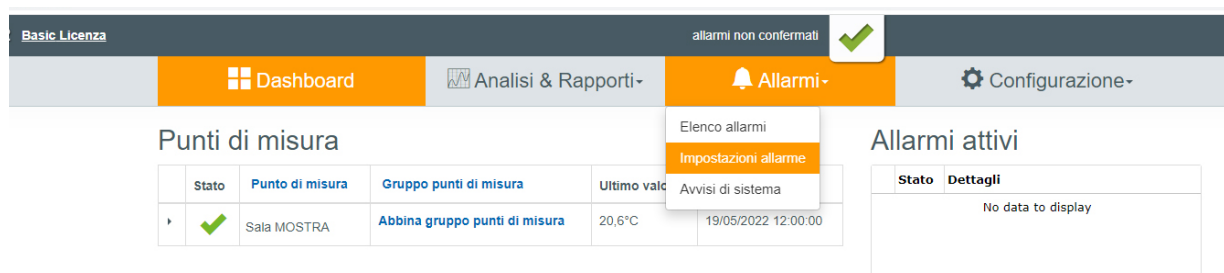 Basic Licenza
allarmi non confermati
Dashboard
Analisi & Rapporti
Allarmi
Configurazione
Elenco allarmi
Impostazioni allarme
Avvisi di sistema
Punti di misura
Stato Punto di misura Gruppo punti di misura Ultimo valo
Sala MOSTRA Abbina gruppo punti di misura 20,6°C 19/05/2022 12:00:00
Allarmi attivi
Stato Dettagli
No data to display